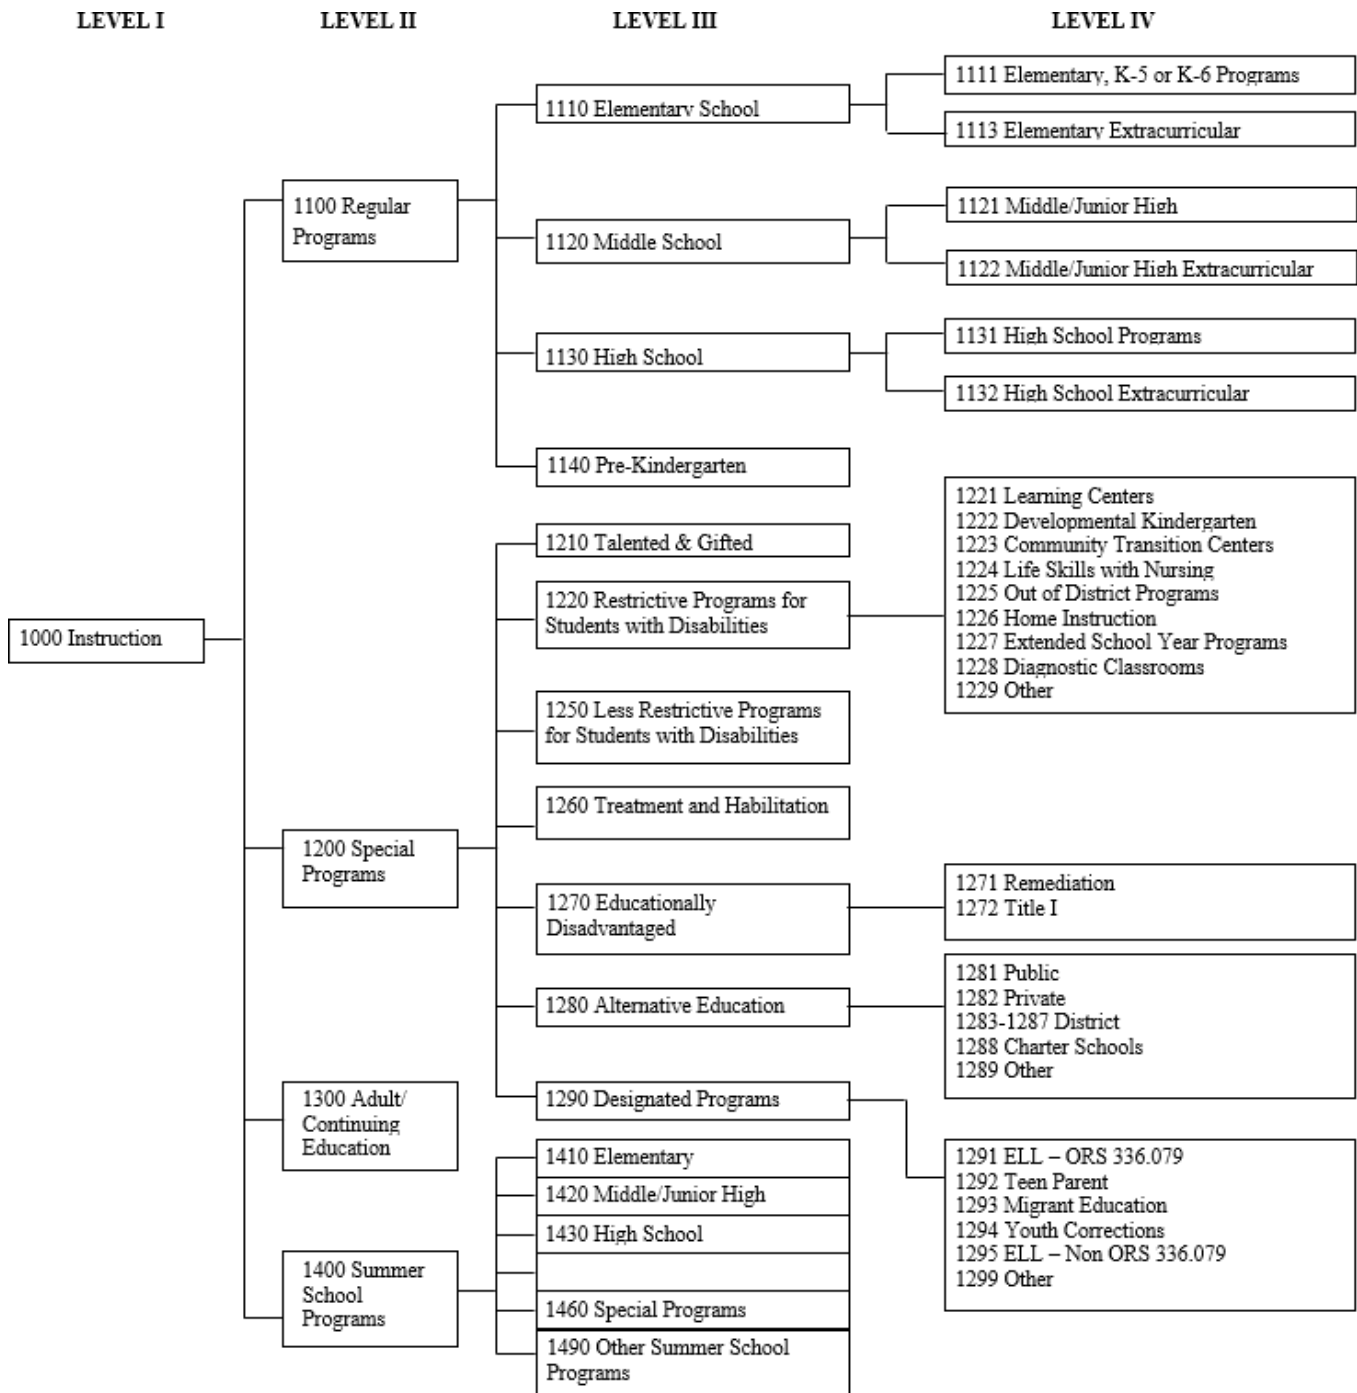 LEVEL I
LEVEL II
LEVEL III
LEVEL IV
1000 Instruction
1100 Regular
Programs
1110 Elementary School
1111 Elementary, K-5 or K-6 Programs
1113 Elementary Extracurricular
1120 Middle School
1121 Middle/Junior High
1122 Middle/Junior High Extracurricular
1130 High School
1131 High School Programs
1132 High School Extracurricular
1140 Pre-Kindergarten
1200 Special
Programs
1210 Talented & Gifted
1220 Restrictive Programs for
Students with Disabilities
1221 Learning Centers
1222 Developmental Kindergarten
1223 Community Transition Centers
1224 Life Skills with Nursing
1225 Out of District Programs
1226 Home Instruction
1227 Extended School Year Programs
1228 Diagnostic Classrooms
1229 Other
1250 Less Restrictive Programs
for Students with Disabilities
1260 Treatment and Habilitation
1270 Educationally
Disadvantaged
1271 Remediation
1272 Title I
1280 Alternative Education
1281 Public
1282 Private
1283-1287 District
1288 Charter Schools
1289 Other
1290 Designated Programs
1291 ELL – ORS 336.079
1292 Teen Parent
1293 Migrant Education
1294 Youth Corrections
1295 ELL – Non ORS 336.079
1299 Other
1300 Adult/
Continuing
Education
1400 Summer
School
Programs
1410 Elementary
1420 Middle/Junior High
1430 High School
1460 Special Programs
1490 Other Summer School
Programs